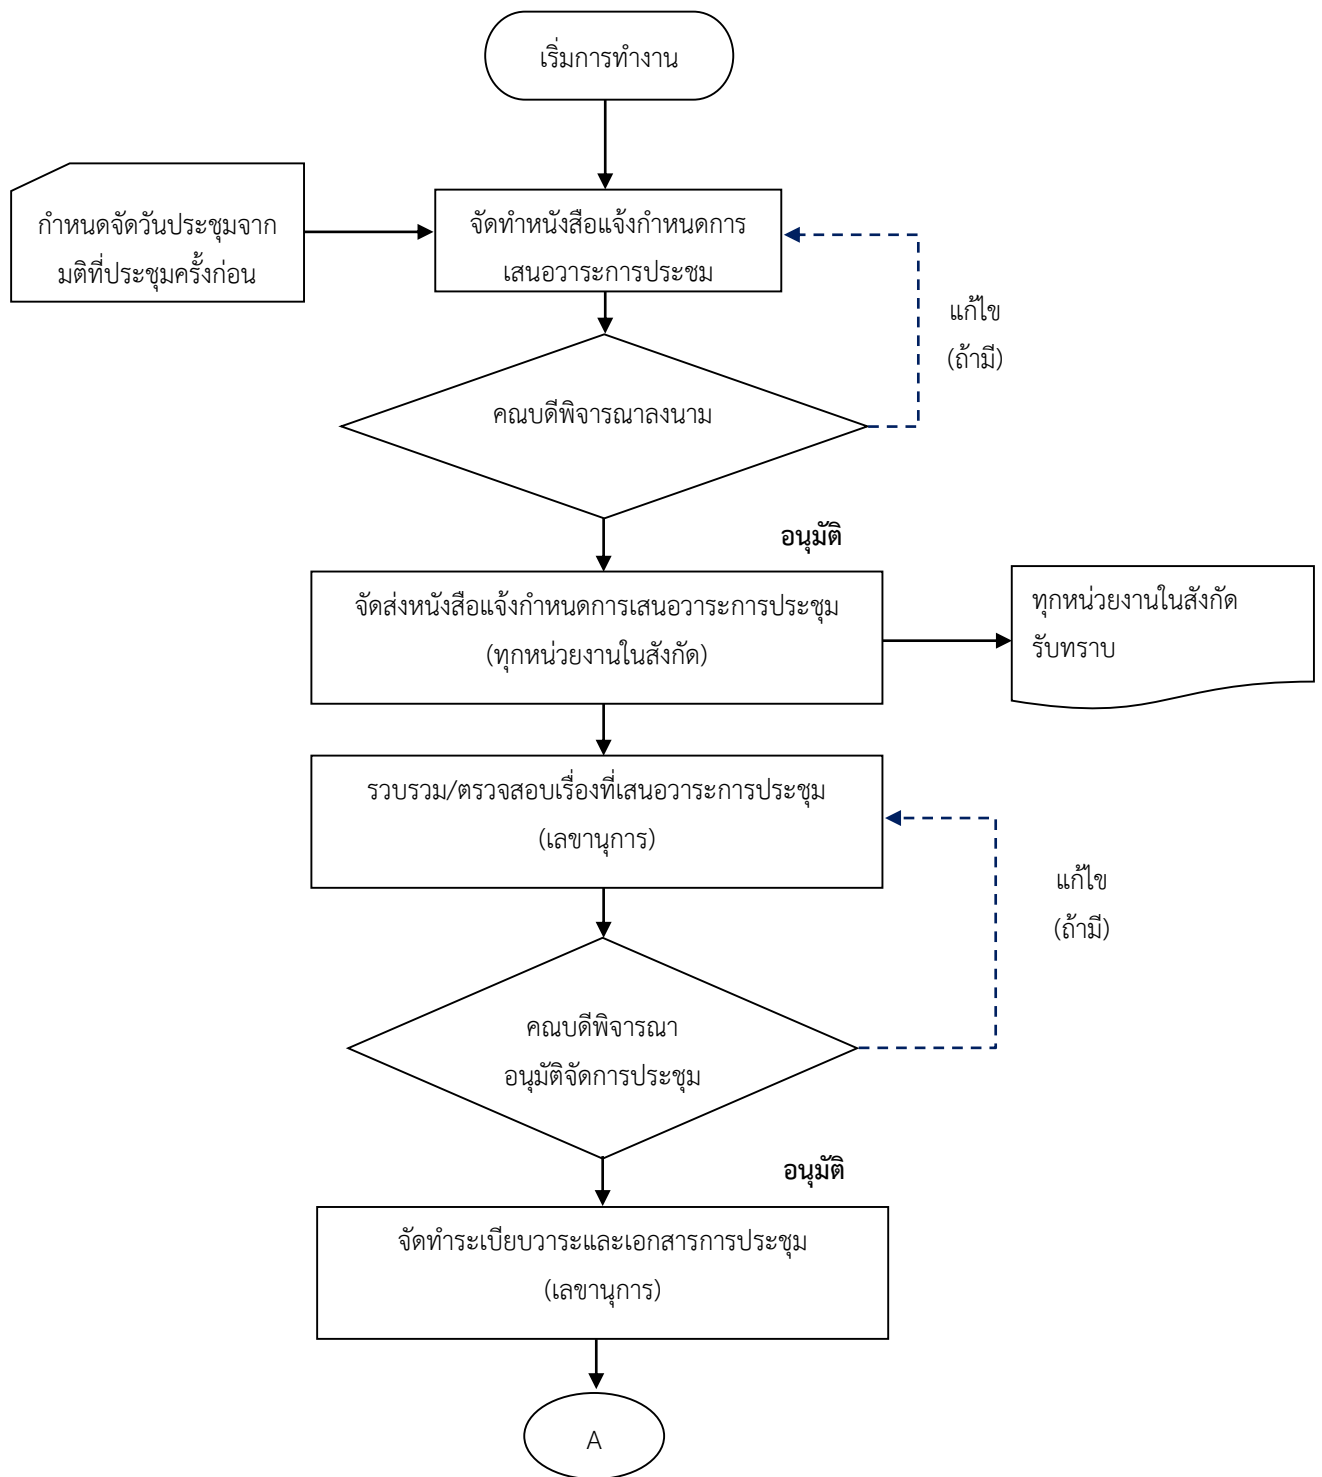 เริ่มการทำงาน
กำหนดจัดวันประชุมจาก
มติที่ประชุมครั้งก่อน
จัดทำหนังสือแจ้งกำหนดการ
เสนอวาระการประชม
แก้ไข
(ถ้ามี)
คณบดีพิจารณาลงนาม
อนุมัติ
จัดส่งหนังสือแจ้งกำหนดการเสนอวาระการประชุม
(ทุกหน่วยงานในสังกัด)
ทุกหน่วยงานในสังกัด
รับทราบ
รวบรวม/ตรวจสอบเรื่องที่เสนอวาระการประชุม
(เลขานุการ)
แก้ไข
(ถ้ามี)
คณบดีพิจารณา
อนุมัติจัดการประชุม
อนุมัติ
จัดทำระเบียบวาระและเอกสารการประชุม
(เลขานุการ)
A